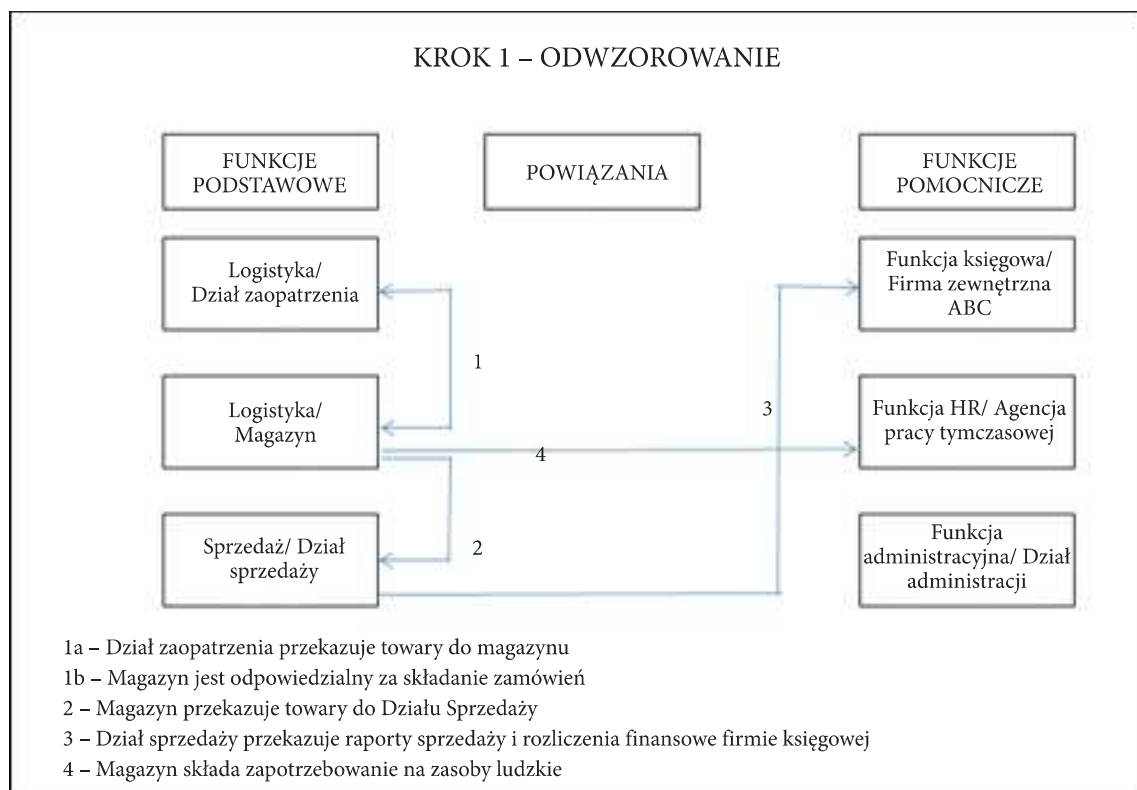 KROK 1 – ODWZOROWANIE
FUNKCJE
PODSTAWOWE
POWIĄZANIA
FUNKCJE
POMOCNICZE
Logistyka/
Dział zaopatrzenia
Funkcja księgowa/
Firma zewnętrzna
ABC
1
Logistyka/
Magazyn
3
Funkcja HR/ Agencja
pracy tymczasowej
4
Sprzedaż/ Dział
sprzedaży
2
Funkcja
administracyjna/ Dział
administracji
1a – Dział zaopatrzenia przekazuje towary do magazynu
1b – Magazyn jest odpowiedzialny za składanie zamówień
2 – Magazyn przekazuje towary do Działu Sprzedaży
3 – Dział sprzedaży przekazuje raporty sprzedaży i rozliczenia finansowe firmie księgowej
4 – Magazyn składa zapotrzebowanie na zasoby ludzkie